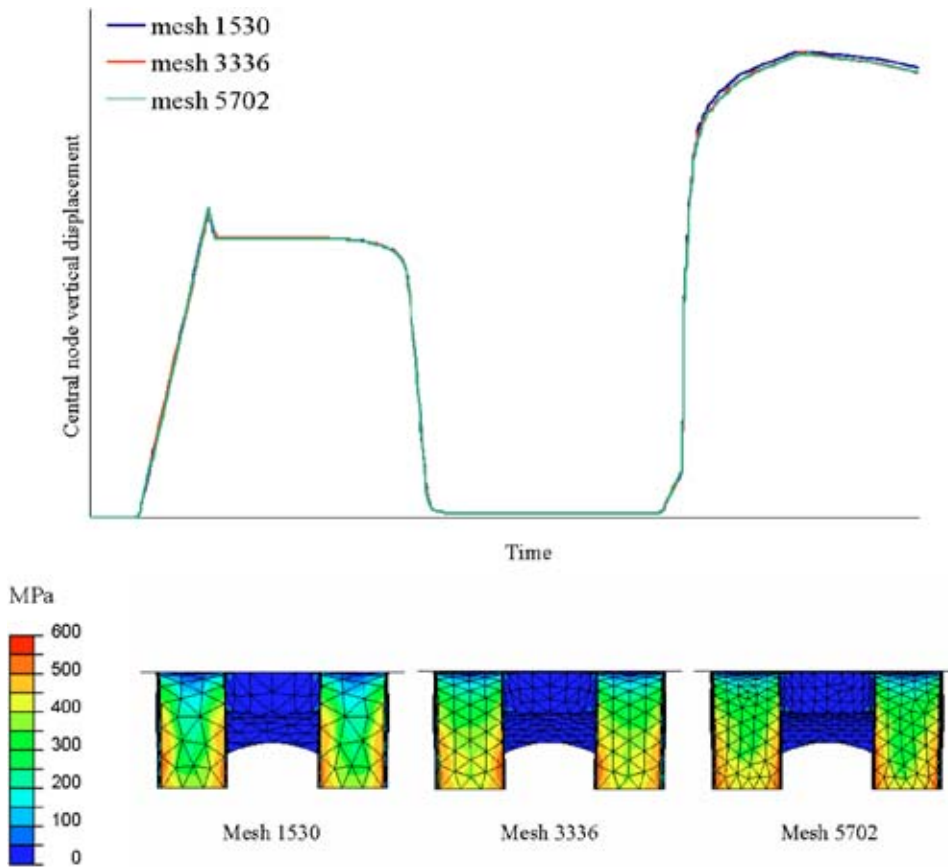 mesh 1530
mesh 3336
mesh 5702
Central node vertical displacement
Time
MPa
600
500
400
300
200
100
0
Mesh 1530
Mesh 3336
Mesh 5702